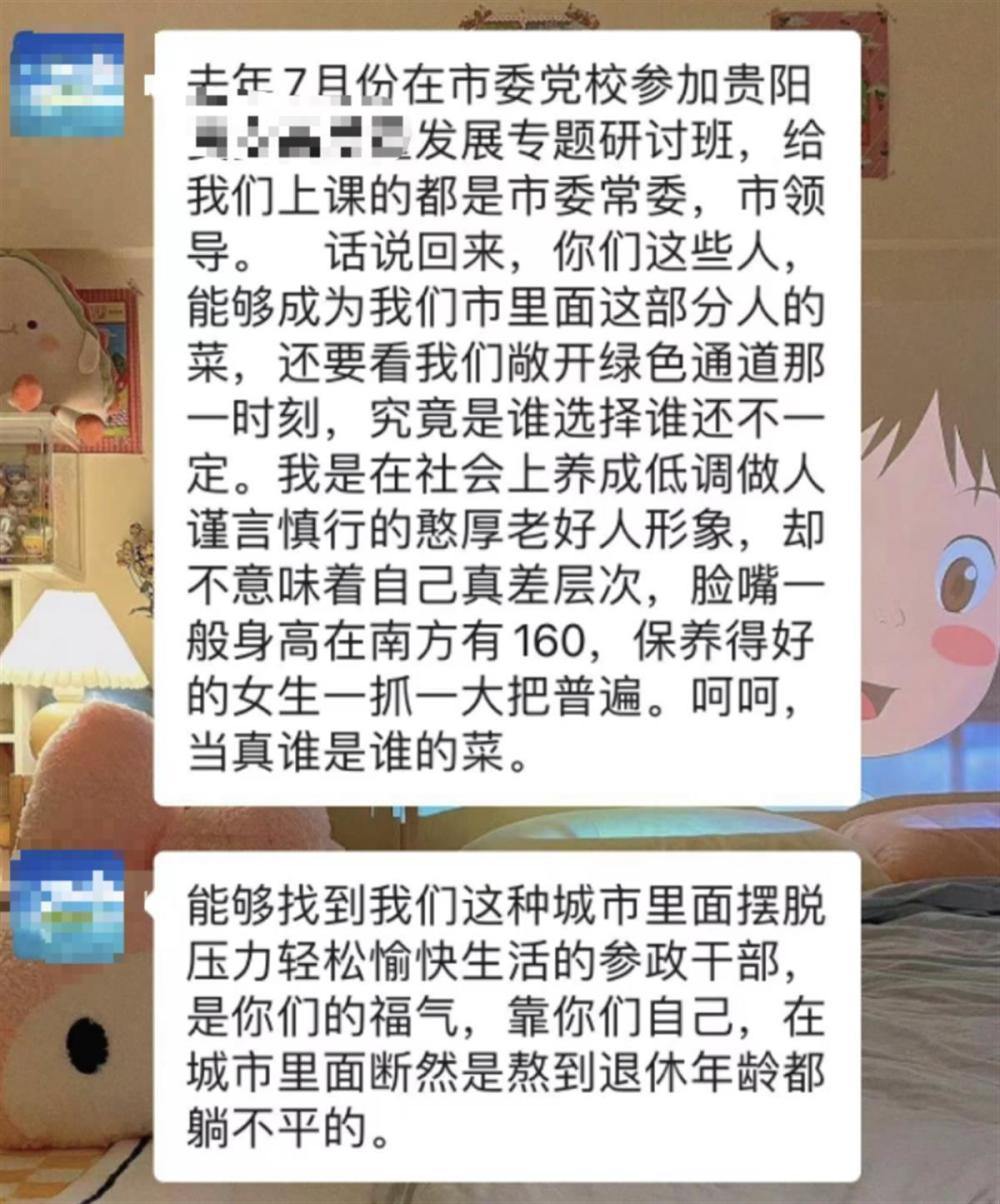 去年7月份在市委党校参加贵阳
发展专题研讨班，给
我们上课的都是市委常委，市领
导。 话说回来，你们这些人，
能够成为我们市里面这部分人的
菜，还要看我们敞开绿色通道那
一时刻，究竟是谁选择谁还不一
定。我是在社会上养成低调做人
谨言慎行的憨厚老好人形象，却
不意味着自己真差层次，脸嘴一
般身高在南方有160，保养得好
的女生一抓一大把普遍。呵呵，
当真谁是谁的菜。
能够找到我们这种城市里面摆脱
压力轻松愉快生活的参政干部，
是你们的福气，靠你们自己，在
城市里面断然是熬到退休年龄都
躺不平的。